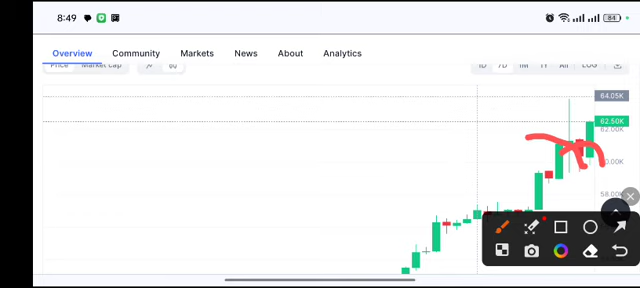 8:49
84
Overview Community Markets News About Analytics
Price Market cap 1D 7D 1M 1Y All LOG
64.05K
62.50K
62.00K
60.00K
58.00K